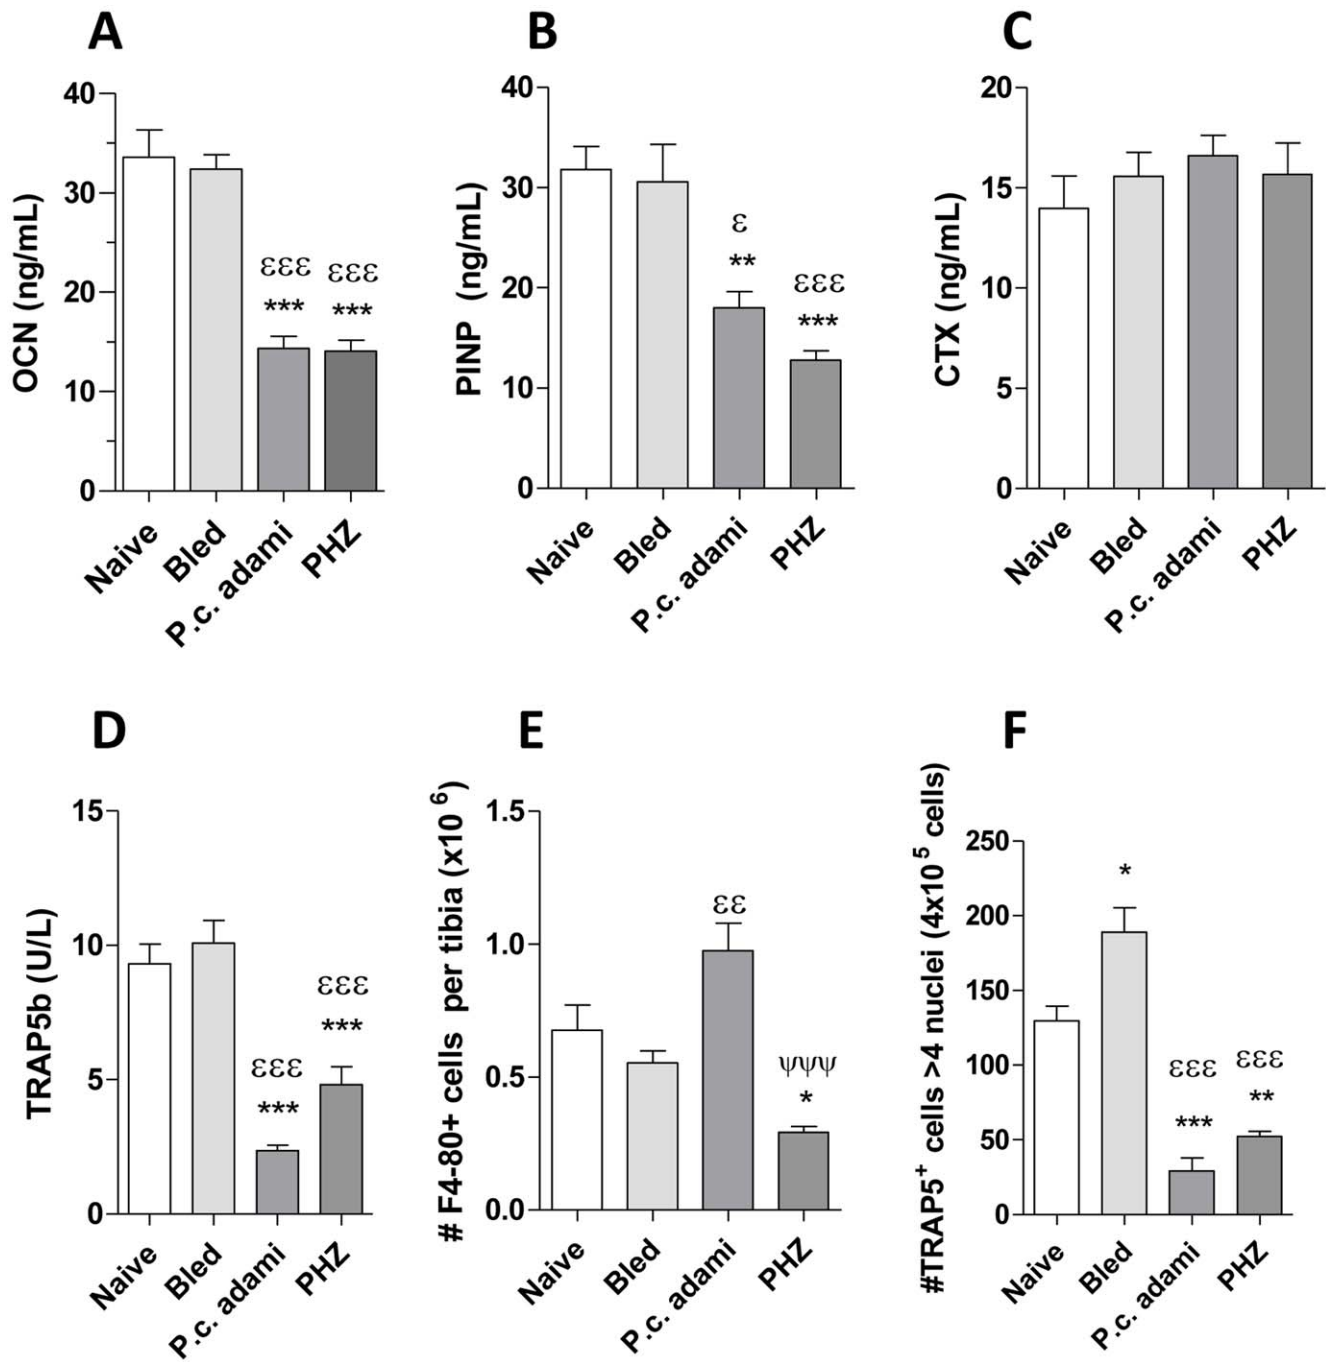 A
OCN (ng/mL)
40
30
20
10
0
εεε
***
εεε
***
Naive
Bled
P.c. adami
PHZ
B
PINP (ng/mL)
40
30
20
10
0
ε
**
εεε
***
Naive
Bled
P.c. adami
PHZ
C
CTX (ng/mL)
20
15
10
5
0
Naive
Bled
P.c. adami
PHZ
D
TRAP5b (U/L)
15
10
5
0
εεε
***
εεε
***
Naive
Bled
P.c. adami
PHZ
E
# F4-80+ cells per tibia (x10⁶)
1.5
1.0
0.5
0.0
εε
ψψψ
*
Naive
Bled
P.c. adami
PHZ
F
#TRAP5⁺ cells >4 nuclei (4x10⁵ cells)
250
200
150
100
50
0
*
εεε
***
εεε
**
Naive
Bled
P.c. adami
PHZ